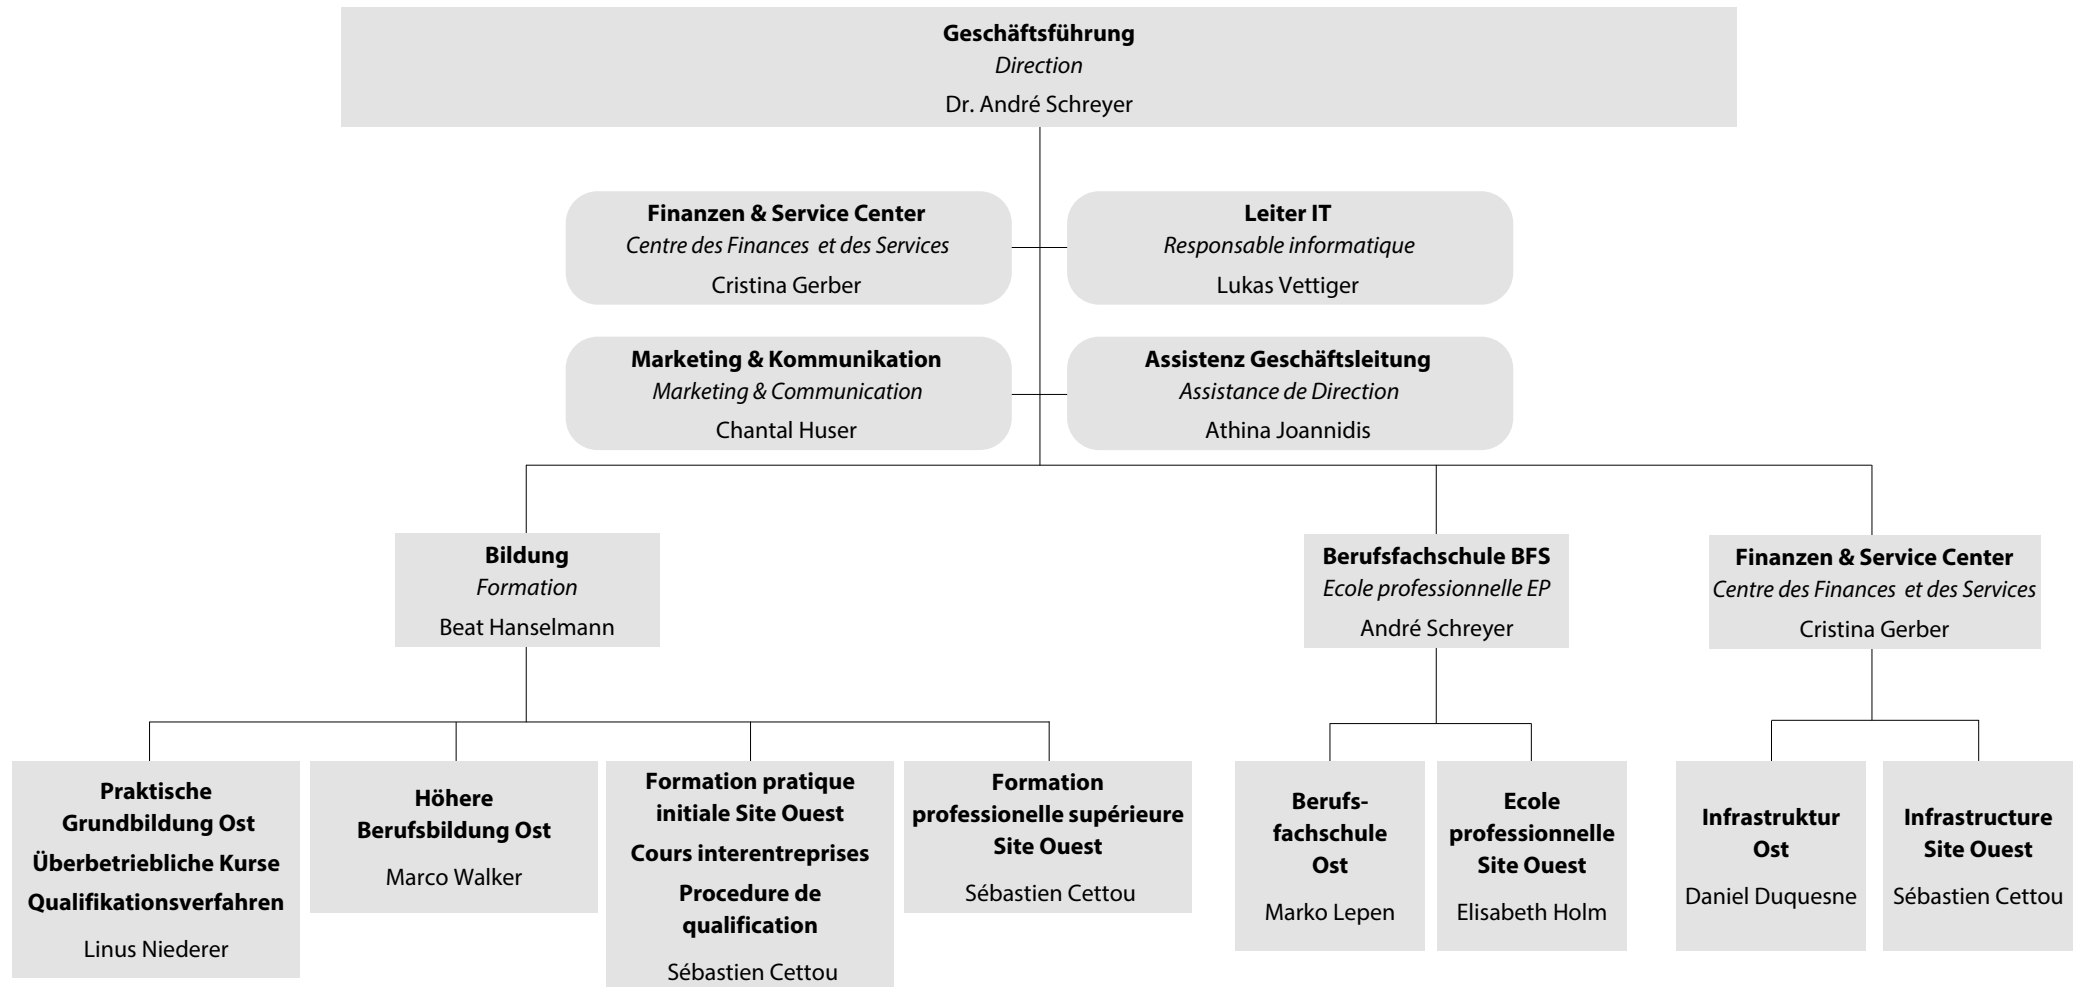 Geschäftsführung
Direction
Dr. André Schreyer
Finanzen & Service Center
Centre des Finances et des Services
Cristina Gerber
Leiter IT
Responsable informatique
Lukas Vettiger
Marketing & Kommunikation
Marketing & Communication
Chantal Huser
Assistenz Geschäftsleitung
Assistance de Direction
Athina Joannidis
Bildung
Formation
Beat Hanselmann
Berufsfachschule BFS
Ecole professionnelle EP
André Schreyer
Finanzen & Service Center
Centre des Finances et des Services
Cristina Gerber
Praktische
Grundbildung Ost
Überbetriebliche Kurse
Qualifikationsverfahren
Linus Niederer
Höhere
Berufsbildung Ost
Marco Walker
Formation pratique
initiale Site Ouest
Cours interentreprises
Procedure de
qualification
Sébastien Cettou
Formation
professionelle supérieure
Site Ouest
Sébastien Cettou
Berufs-
fachschule
Ost
Marko Lepen
Ecole
professionnelle
Site Ouest
Elisabeth Holm
Infrastruktur
Ost
Daniel Duquesne
Infrastructure
Site Ouest
Sébastien Cettou